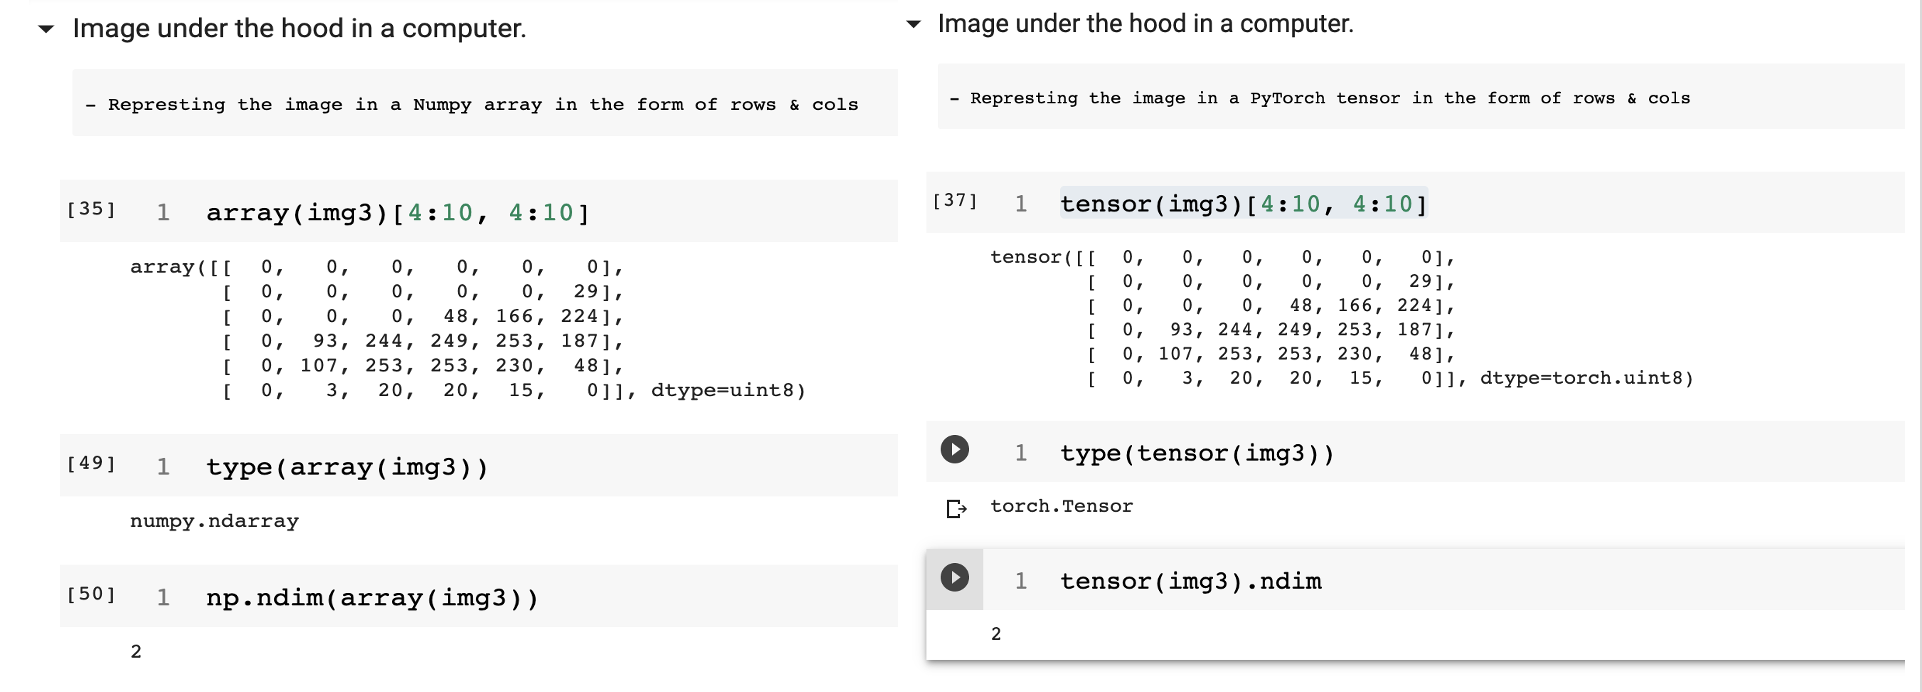 Image under the hood in a computer.
- Represting the image in a Numpy array in the form of rows & cols
[35] 1 array(img3)[4:10, 4:10]
array([[  0,   0,   0,   0,   0,   0],
       [  0,   0,   0,   0,   0,  29],
       [  0,   0,   0,  48, 166, 224],
       [  0,  93, 244, 249, 253, 187],
       [  0, 107, 253, 253, 230,  48],
       [  0,   3,  20,  20,  15,   0]], dtype=uint8)
[49] 1 type(array(img3))
numpy.ndarray
[50] 1 np.ndim(array(img3))
2
Image under the hood in a computer.
- Represting the image in a PyTorch tensor in the form of rows & cols
[37] 1 tensor(img3)[4:10, 4:10]
tensor([[  0,   0,   0,   0,   0,   0],
        [  0,   0,   0,   0,   0,  29],
        [  0,   0,   0,  48, 166, 224],
        [  0,  93, 244, 249, 253, 187],
        [  0, 107, 253, 253, 230,  48],
        [  0,   3,  20,  20,  15,   0]], dtype=torch.uint8)
1 type(tensor(img3))
torch.Tensor
1 tensor(img3).ndim
2